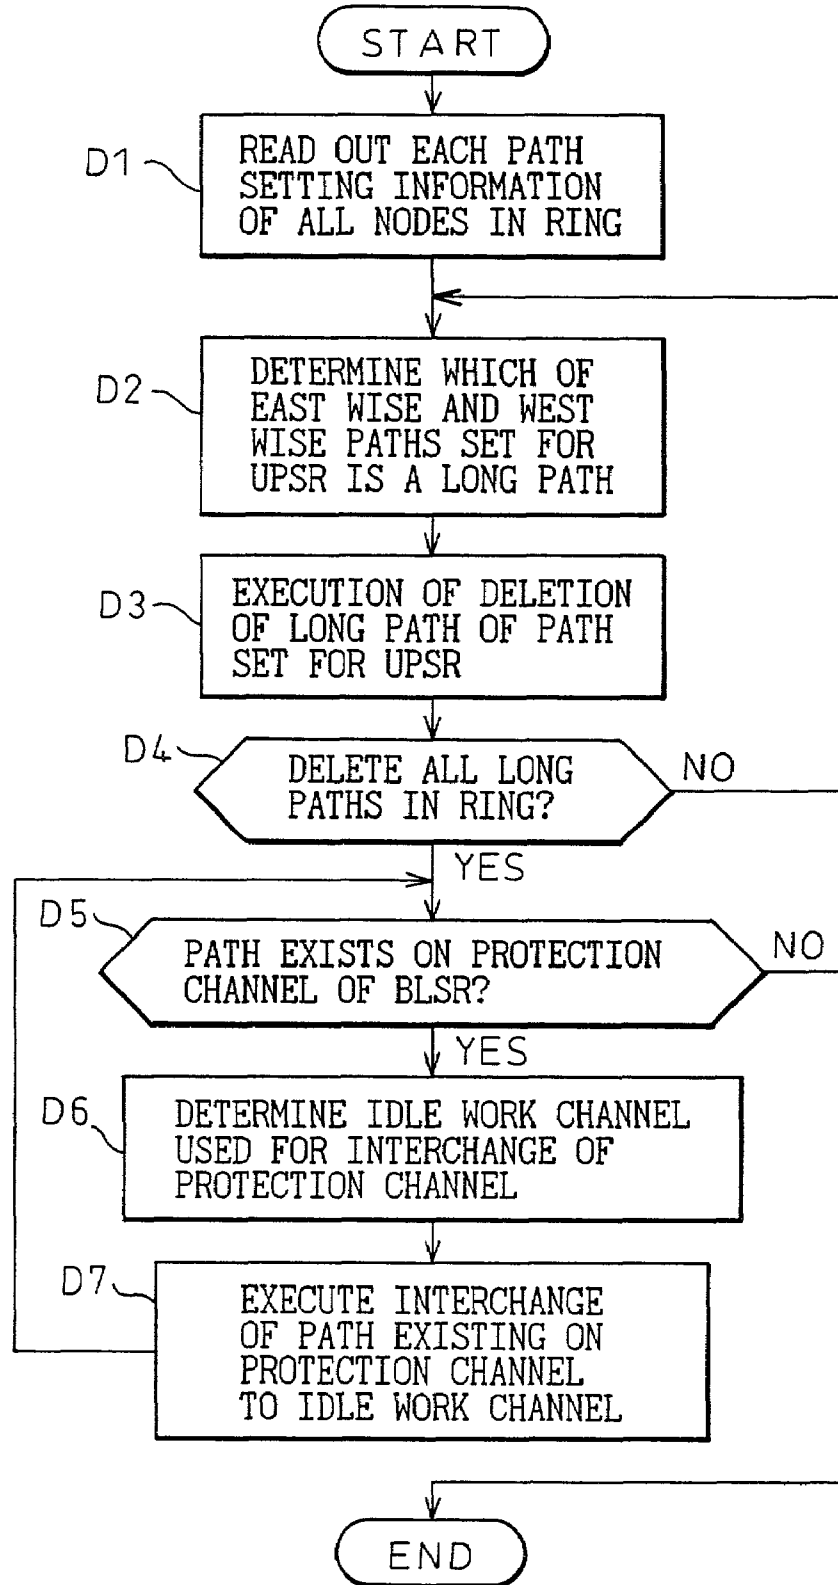 START
D1
READ OUT EACH PATH
SETTING INFORMATION
OF ALL NODES IN RING
D2
DETERMINE WHICH OF
EAST WISE AND WEST
WISE PATHS SET FOR
UPSR IS A LONG PATH
D3
EXECUTION OF DELETION
OF LONG PATH OF PATH
SET FOR UPSR
D4
DELETE ALL LONG
PATHS IN RING?
NO
YES
D5
PATH EXISTS ON PROTECTION
CHANNEL OF BLSR?
NO
YES
D6
DETERMINE IDLE WORK CHANNEL
USED FOR INTERCHANGE OF
PROTECTION CHANNEL
D7
EXECUTE INTERCHANGE
OF PATH EXISTING ON
PROTECTION CHANNEL
TO IDLE WORK CHANNEL
END